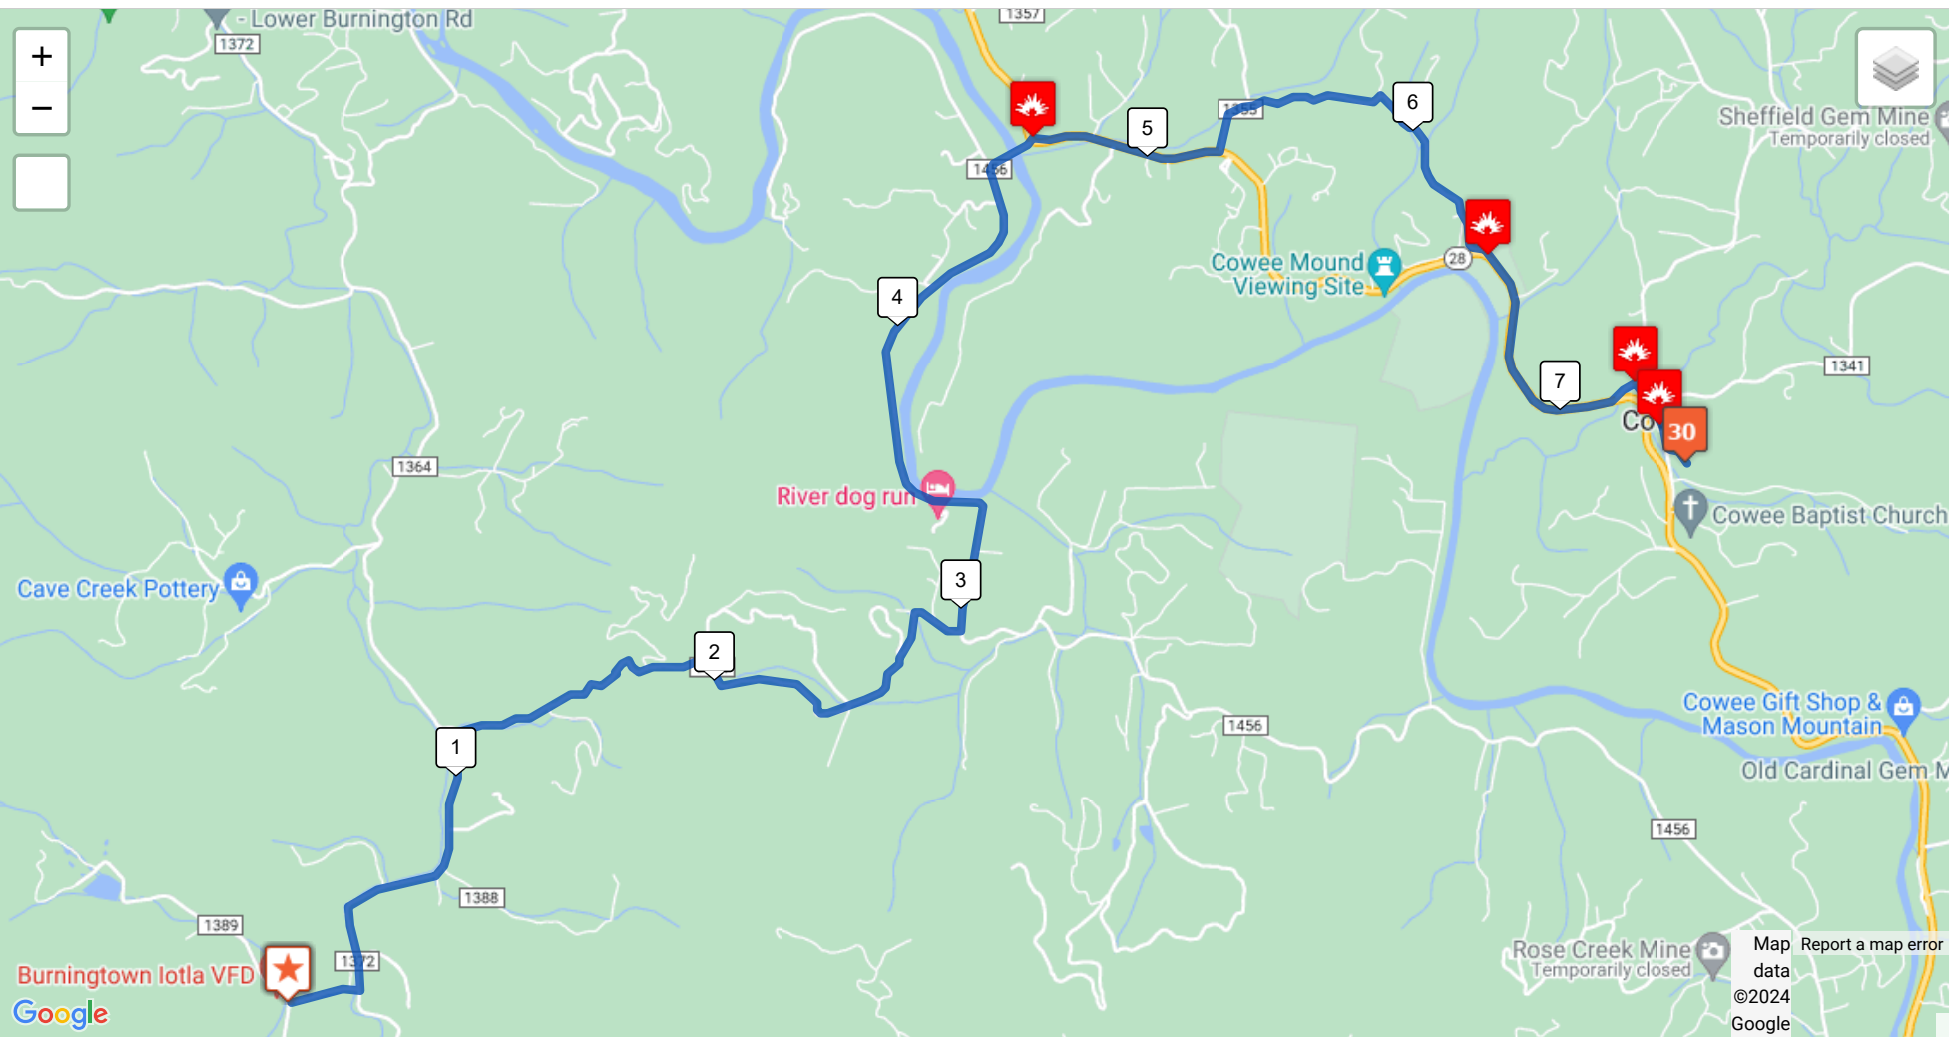 1357
- Lower Burnington Rd
1372
+
−
6
Sheffield Gem Mine
Temporarily closed
1355
5
1456
Cowee Mound
Viewing Site
28
4
1341
7
Co
30
1364
River dog run
Cowee Baptist Church
3
Cave Creek Pottery
2
Cowee Gift Shop &
Mason Mountain
1456
1
Old Cardinal Gem M
1456
1388
1389
1372
Burningtown Iotla VFD
Rose Creek Mine
Temporarily closed
Map
data
©2024
Google
Report a map error
Google